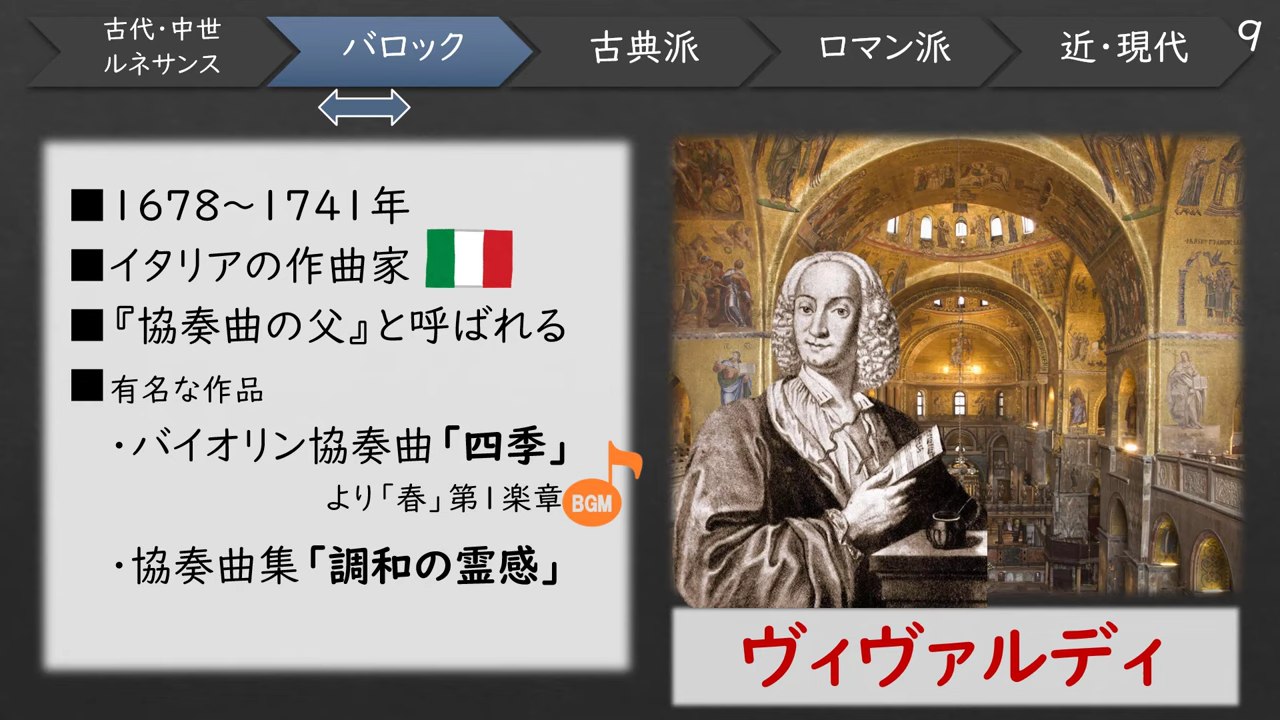 古代・中世
ルネサンス
バロック
古典派
ロマン派
近・現代
9
■1678～1741年
■イタリアの作曲家
■『協奏曲の父』と呼ばれる
■有名な作品
・バイオリン協奏曲「四季」
より「春」第1楽章
BGM
・協奏曲集「調和の霊感」
ヴィヴァルディ